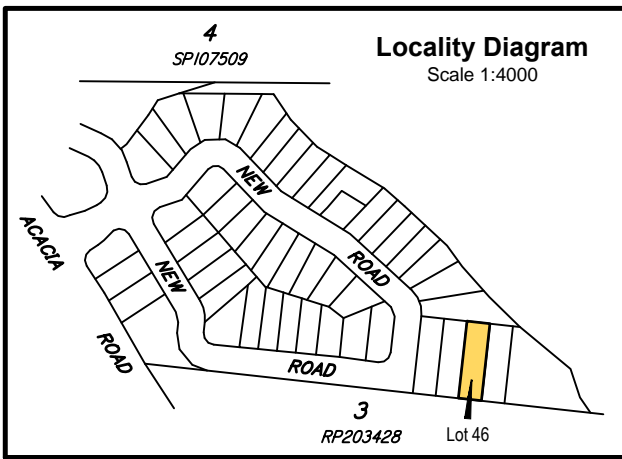 4
SP107509
Locality Diagram
Scale 1:4000
NEW
ROAD
ACACIA
ROAD
NEW
ROAD
3
RP203428
Lot 46